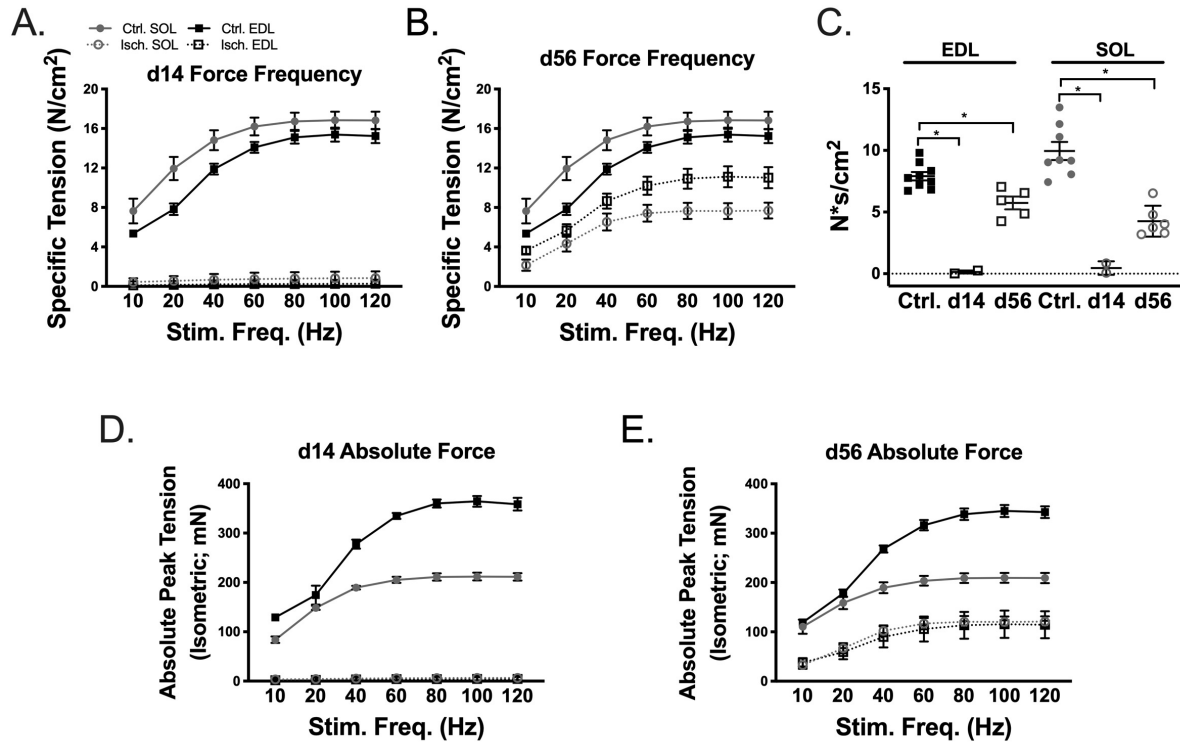 A.
Ctrl. SOL
Ctrl. EDL
Isch. SOL
Isch. EDL
d14 Force Frequency
Specific Tension (N/cm2)
20
16
12
8
4
0
10 20 40 60 80 100 120
Stim. Freq. (Hz)
B.
d56 Force Frequency
Specific Tension (N/cm2)
20
16
12
8
4
0
10 20 40 60 80 100 120
Stim. Freq. (Hz)
C.
EDL SOL
N*s/cm2
15
10
5
0
* * * *
Ctrl. d14 d56 Ctrl. d14 d56
D.
d14 Absolute Force
Absolute Peak Tension
(Isometric; mN)
400
300
200
100
0
10 20 40 60 80 100 120
Stim. Freq. (Hz)
E.
d56 Absolute Force
Absolute Peak Tension
(Isometric; mN)
400
300
200
100
0
10 20 40 60 80 100 120
Stim. Freq. (Hz)